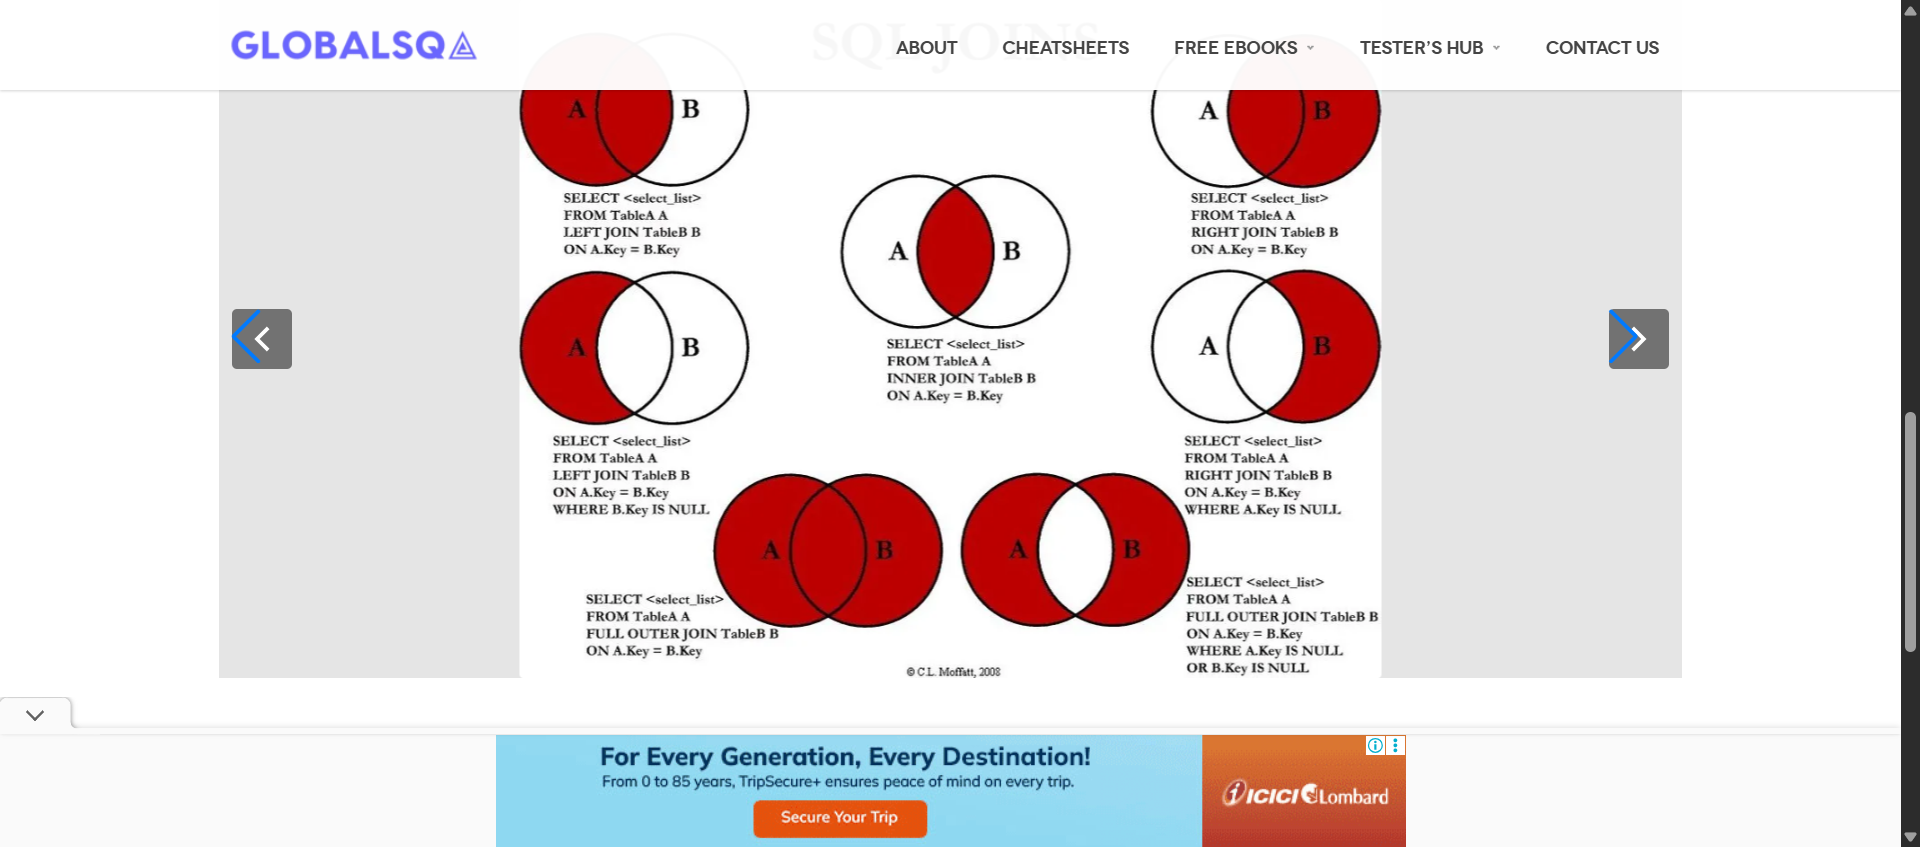 GLOBALSQA
ABOUT
CHEATSHEETS
FREE EBOOKS
TESTER'S HUB
CONTACT US
SQL JOINS
A B
SELECT <select_list>
FROM TableA A
LEFT JOIN TableB B
ON A.Key = B.Key
A B
SELECT <select_list>
FROM TableA A
RIGHT JOIN TableB B
ON A.Key = B.Key
A B
SELECT <select_list>
FROM TableA A
INNER JOIN TableB B
ON A.Key = B.Key
A B
SELECT <select_list>
FROM TableA A
LEFT JOIN TableB B
ON A.Key = B.Key
WHERE B.Key IS NULL
A B
SELECT <select_list>
FROM TableA A
RIGHT JOIN TableB B
ON A.Key = B.Key
WHERE A.Key IS NULL
A B
SELECT <select_list>
FROM TableA A
FULL OUTER JOIN TableB B
ON A.Key = B.Key
A B
SELECT <select_list>
FROM TableA A
FULL OUTER JOIN TableB B
ON A.Key = B.Key
WHERE A.Key IS NULL
OR B.Key IS NULL
© C.L. Moffatt, 2008
For Every Generation, Every Destination!
From 0 to 85 years, TripSecure+ ensures peace of mind on every trip.
Secure Your Trip
ICICI Lombard